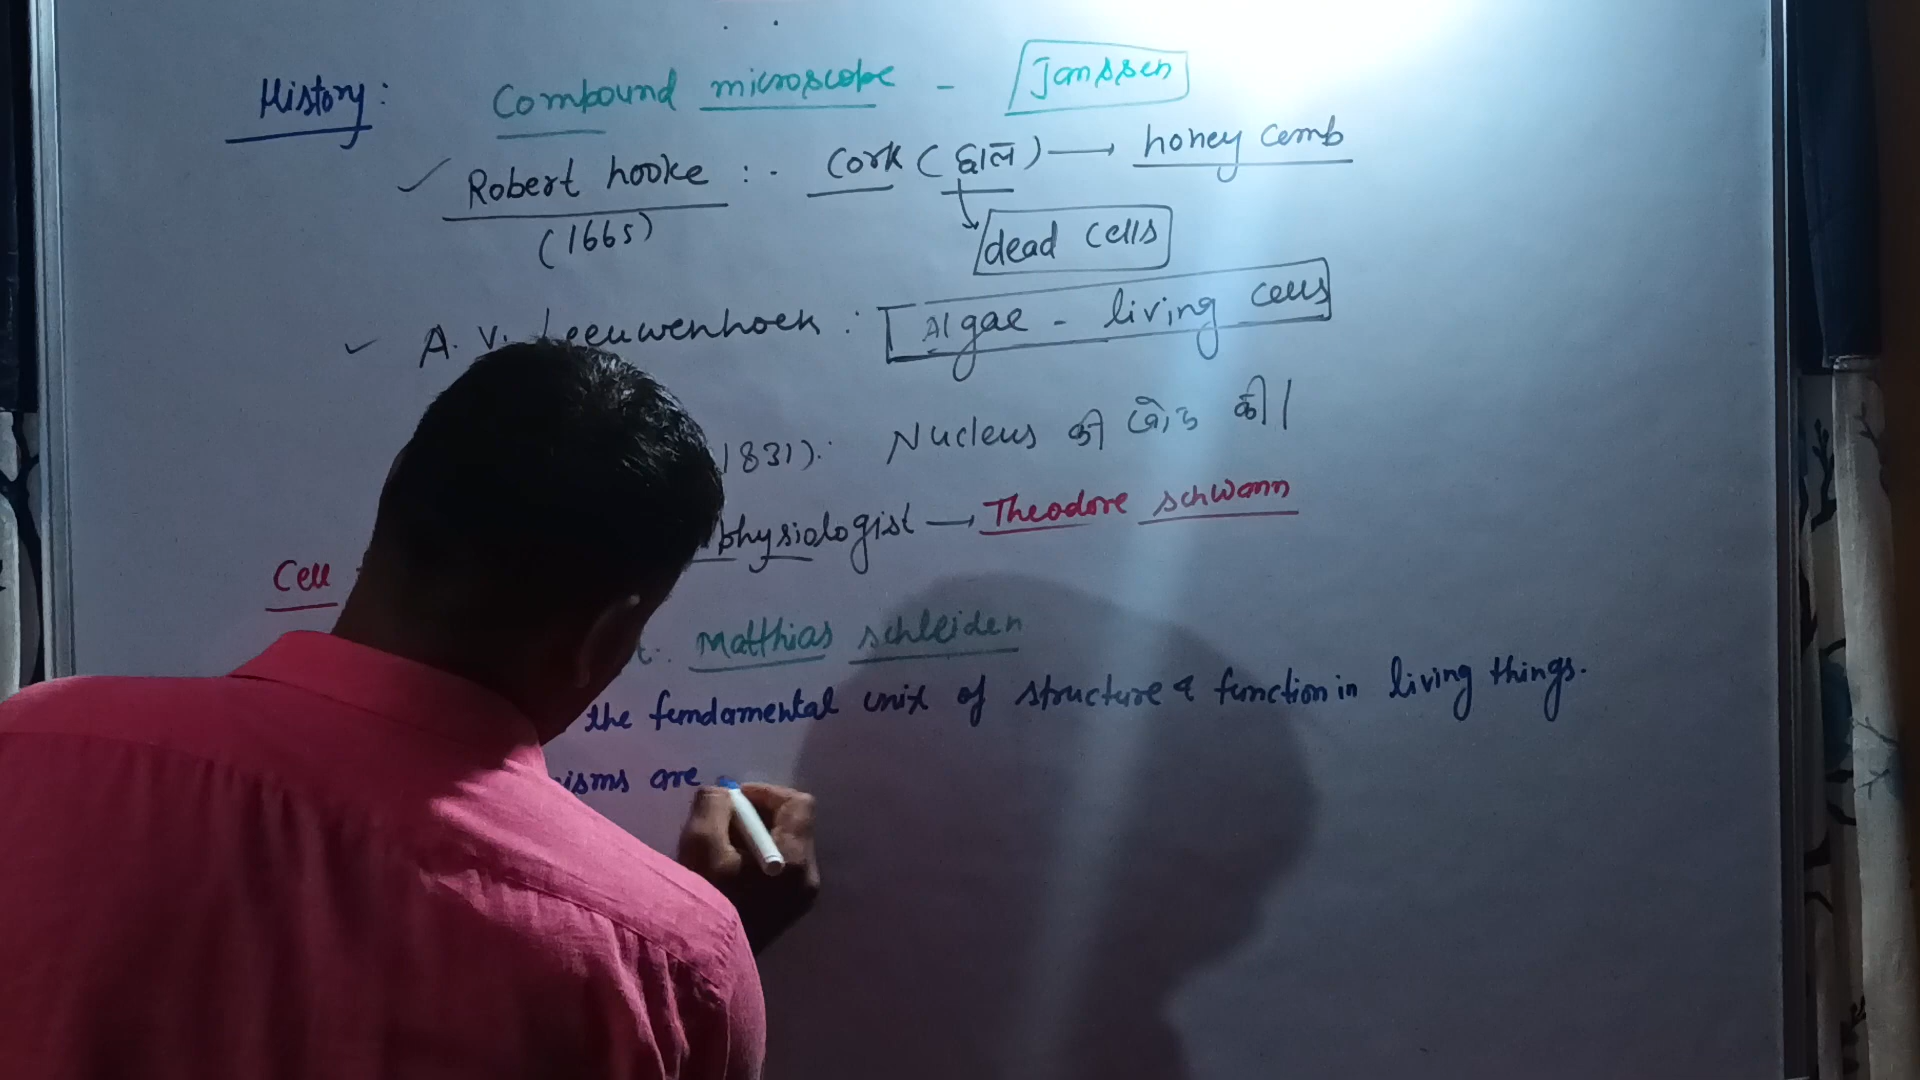 History: Compound microscope - Janssen
Robert hooke :- Cork (छाल) → honey comb
(1665)
dead cells
A. V. Leeuwenhoek : Algae - living cells
1831): Nucleus की खोज की।
physiologist → Theodore schwann
Cell
t: Matthias schleiden
the fundamental unit of structure & function in living things.
isms are